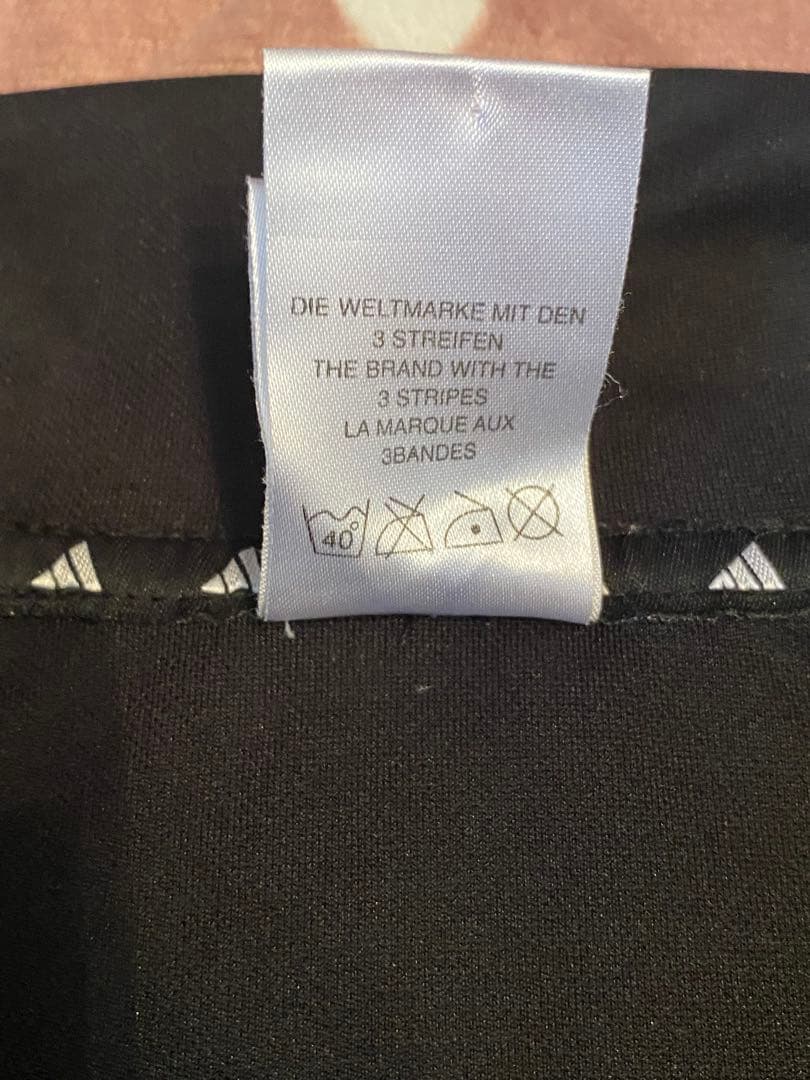 DIE WELTMARKE MIT DEN
3 STREIFEN
THE BRAND WITH THE
3 STRIPES
LA MARQUE AUX
3BANDES
40°